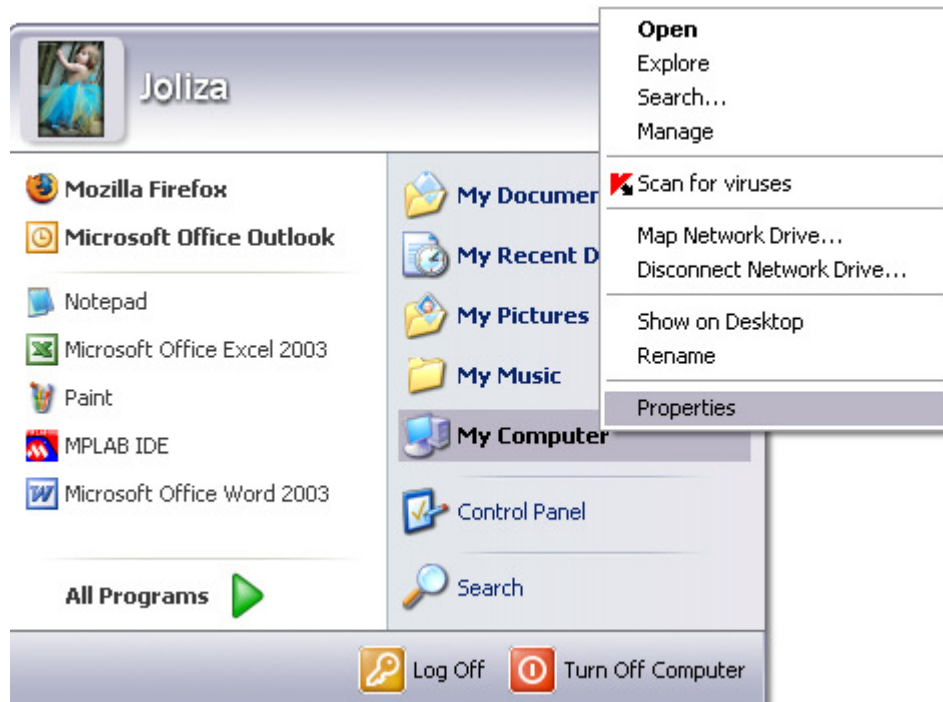 Joliza
Mozilla Firefox
Microsoft Office Outlook
Notepad
Microsoft Office Excel 2003
Paint
MPLAB IDE
Microsoft Office Word 2003
All Programs
My Documen
My Recent D
My Pictures
My Music
My Computer
Control Panel
Search
Log Off
Turn Off Computer
Open
Explore
Search...
Manage
Scan for viruses
Map Network Drive...
Disconnect Network Drive...
Show on Desktop
Rename
Properties